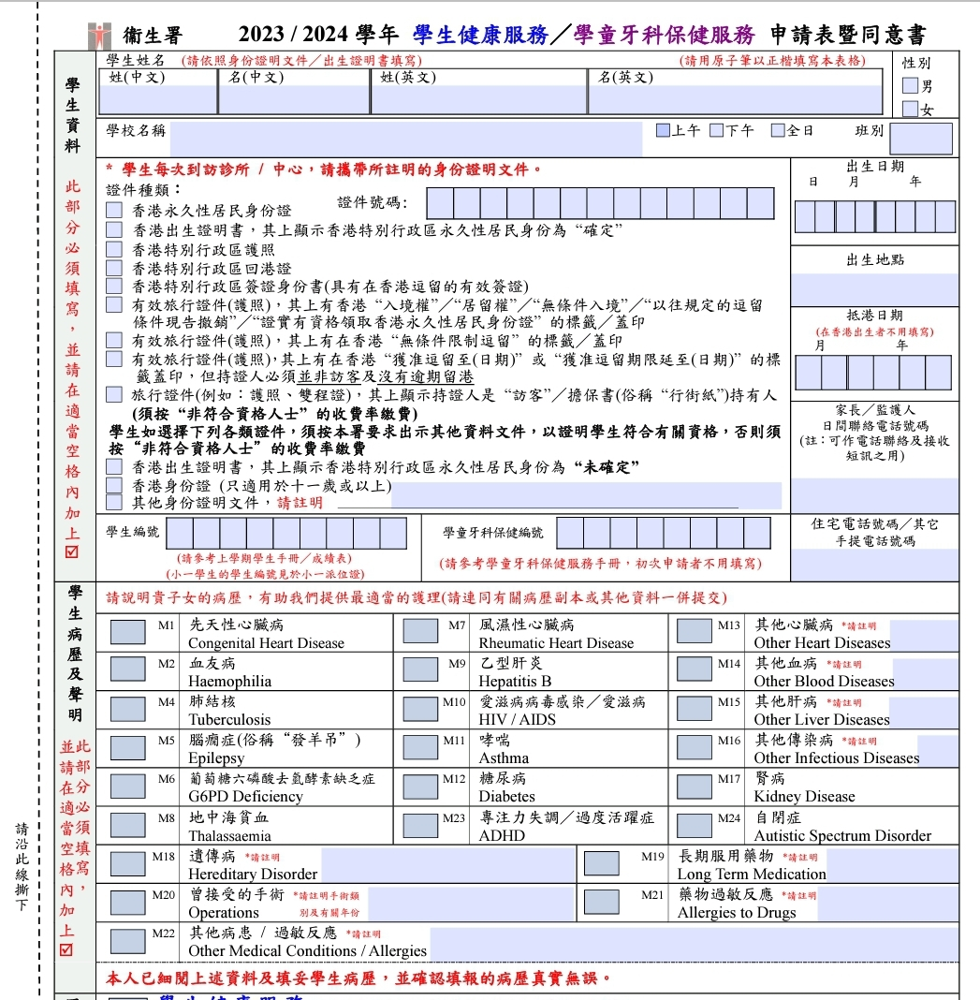 衞生署 2023 / 2024 學年 學生健康服務／學童牙科保健服務 申請表暨同意書
學生資料
此部分必須填寫，並請在適當空格內加上☑
學生姓名 (請依照身份證明文件／出生證明書填寫) (請用原子筆以正楷填寫本表格)
姓(中文) 名(中文) 姓(英文) 名(英文)
性別
男
女
學校名稱 上午 下午 全日 班別
* 學生每次到訪診所 / 中心，請攜帶所註明的身份證明文件。
證件種類：
證件號碼:
香港永久性居民身份證
香港出生證明書，其上顯示香港特別行政區永久性居民身份為“確定”
香港特別行政區護照
香港特別行政區回港證
香港特別行政區簽證身份書(具有在香港逗留的有效簽證)
有效旅行證件(護照)，其上有香港“入境權”／“居留權”／“無條件入境”／“以往規定的逗留
條件現告撤銷”／“證實有資格領取香港永久性居民身份證”的標籤／蓋印
有效旅行證件(護照)，其上有在香港“無條件限制逗留”的標籤／蓋印
有效旅行證件(護照)，其上有在香港“獲准逗留至(日期)”或“獲准逗留期限延至(日期)”的標
籤蓋印，但持證人必須並非訪客及沒有逾期留港
旅行證件(例如：護照、雙程證)，其上顯示持證人是“訪客”／擔保書(俗稱“行街紙”)持有人
(須按“非符合資格人士”的收費率繳費)
學生如選擇下列各類證件，須按本署要求出示其他資料文件，以證明學生符合有關資格，否則須
按“非符合資格人士”的收費率繳費
香港出生證明書，其上顯示香港特別行政區永久性居民身份為“未確定”
香港身份證 (只適用於十一歲或以上)
其他身份證明文件，請註明
出生日期
日 月 年
出生地點
抵港日期
(在香港出生者不用填寫)
月 年
家長／監護人
日間聯絡電話號碼
(註：可作電話聯絡及接收
短訊之用)
學生編號
(請參考上學期學生手冊／成績表)
(小一學生的學生編號見於小一派位證)
學童牙科保健編號
(請參考學童牙科保健服務手冊，初次申請者不用填寫)
住宅電話號碼／其它
手提電話號碼
學生病歷及聲明
此部分必須填寫，
並請在適當空格內加上☑
請說明貴子女的病歷，有助我們提供最適當的護理(請連同有關病歷副本或其他資料一併提交)
M1 先天性心臟病
Congenital Heart Disease
M7 風濕性心臟病
Rheumatic Heart Disease
M13 其他心臟病 *請註明
Other Heart Diseases
M2 血友病
Haemophilia
M9 乙型肝炎
Hepatitis B
M14 其他血病 *請註明
Other Blood Diseases
M4 肺結核
Tuberculosis
M10 愛滋病病毒感染／愛滋病
HIV / AIDS
M15 其他肝病 *請註明
Other Liver Diseases
M5 腦癇症(俗稱“發羊吊”)
Epilepsy
M11 哮喘
Asthma
M16 其他傳染病 *請註明
Other Infectious Diseases
M6 葡萄糖六磷酸去氫酵素缺乏症
G6PD Deficiency
M12 糖尿病
Diabetes
M17 腎病
Kidney Disease
M8 地中海貧血
Thalassaemia
M23 專注力失調／過度活躍症
ADHD
M24 自閉症
Autistic Spectrum Disorder
M18 遺傳病 *請註明
Hereditary Disorder
M19 長期服用藥物 *請註明
Long Term Medication
M20 曾接受的手術 *請註明手術類
Operations 別及有關年份
M21 藥物過敏反應 *請註明
Allergies to Drugs
M22 其他病患 / 過敏反應 *請註明
Other Medical Conditions / Allergies
本人已細閱上述資料及填妥學生病歷，並確認填報的病歷真實無誤。
學生健康服務
請沿此線撕下